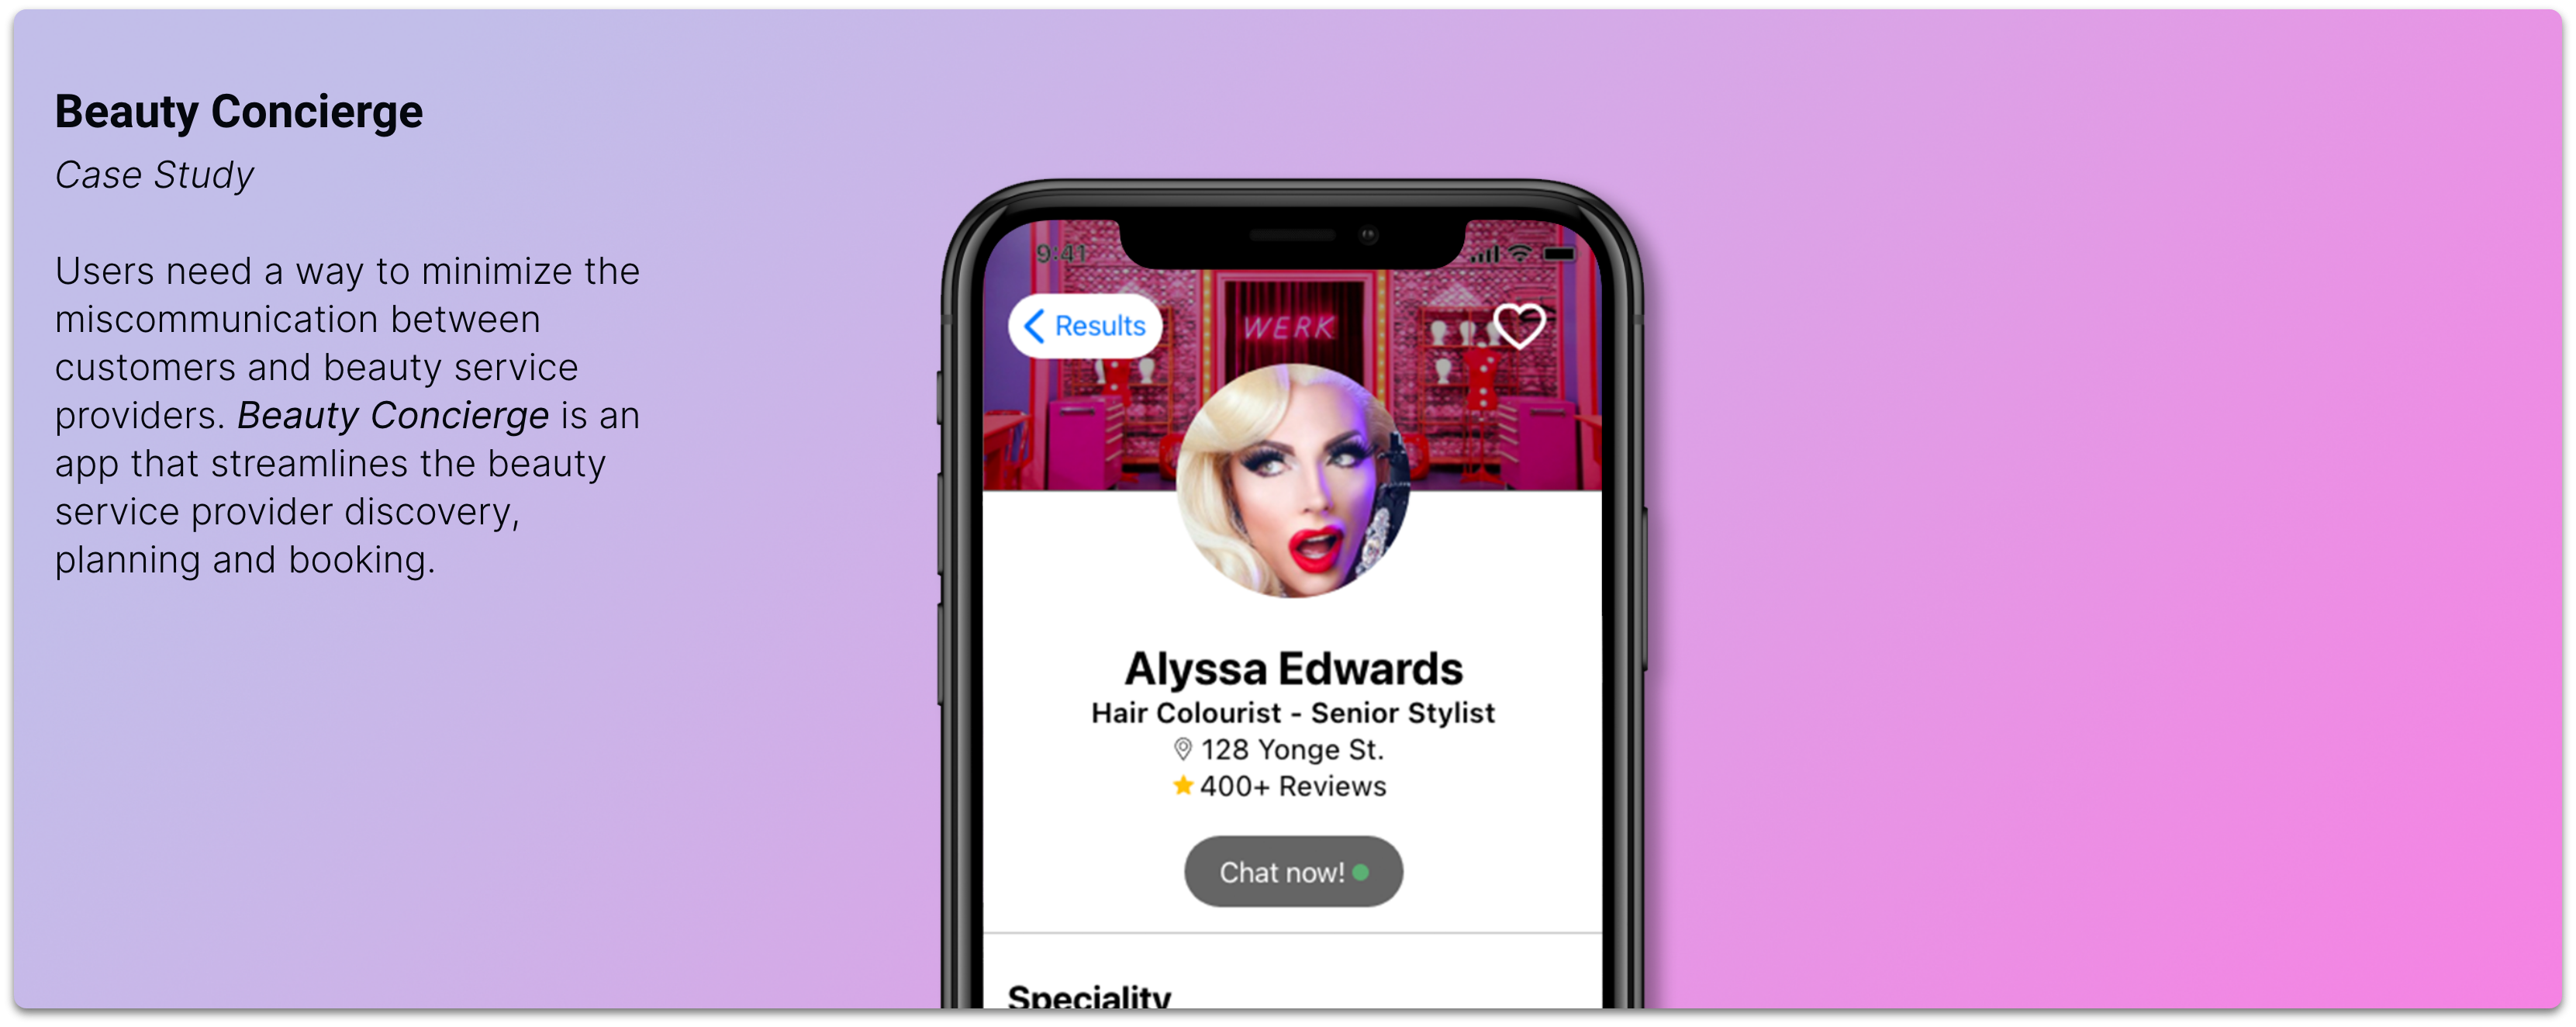 Beauty Concierge
Case Study
Users need a way to minimize the
miscommunication between
customers and beauty service
providers. Beauty Concierge is an
app that streamlines the beauty
service provider discovery,
planning and booking.
9:41
Results
WERK
Alyssa Edwards
Hair Colourist - Senior Stylist
128 Yonge St.
400+ Reviews
Chat now!
Speciality